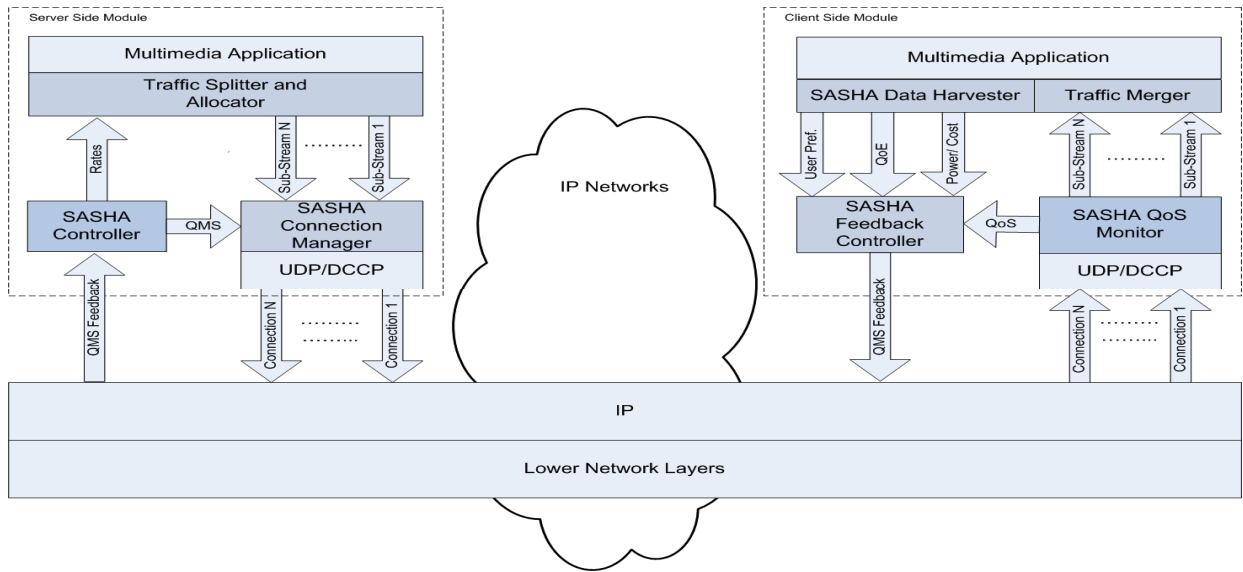 Server Side Module
Multimedia Application
Traffic Splitter and
Allocator
Rates
Sub-Stream N
........
Sub-Stream 1
SASHA
Controller
QMS
SASHA
Connection
Manager
UDP/DCCP
QMS Feedback
Connection N
........
........
Connection 1
IP Networks
Client Side Module
Multimedia Application
SASHA Data Harvester
Traffic Merger
User Pref.
QoE
Power/ Cost
Sub-Stream N
........
Sub-Stream 1
SASHA
Feedback
Controller
QoS
SASHA QoS
Monitor
UDP/DCCP
QMS Feedback
Connection N
........
........
Connection 1
IP
Lower Network Layers